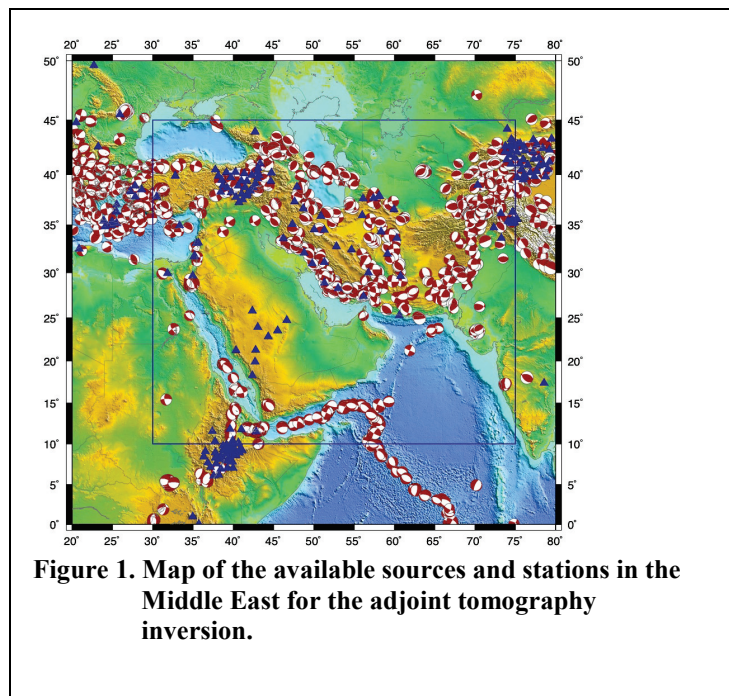 20° 25° 30° 35° 40° 45° 50° 55° 60° 65° 70° 75° 80°
50° 50°
45° 45°
40° 40°
35° 35°
30° 30°
25° 25°
20° 20°
15° 15°
10° 10°
5° 5°
0° 0°
20° 25° 30° 35° 40° 45° 50° 55° 60° 65° 70° 75° 80°
Figure 1. Map of the available sources and stations in the
Middle East for the adjoint tomography
inversion.